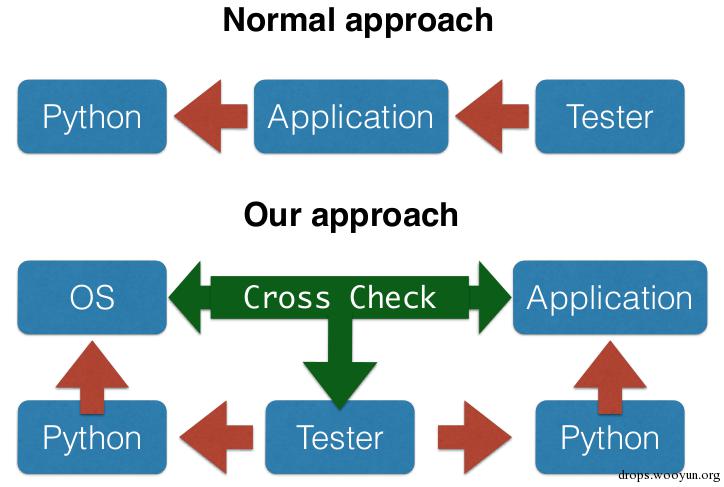 Normal approach
Python Application Tester
Our approach
OS Cross Check Application
Python Tester Python
drops.wooyun.org